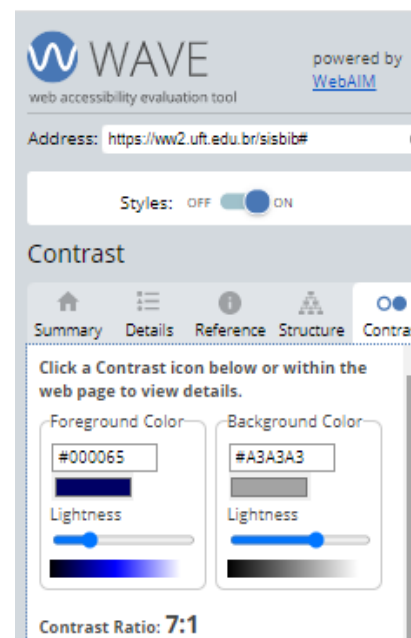 WAVE
powered by
WebAIM
web accessibility evaluation tool
Address: https://ww2.uft.edu.br/sisbib#
Styles: OFF ON
Contrast
Summary Details Reference Structure Contras
Click a Contrast icon below or within the
web page to view details.
Foreground Color Background Color
#000065 #A3A3A3
Lightness Lightness
Contrast Ratio: 7:1